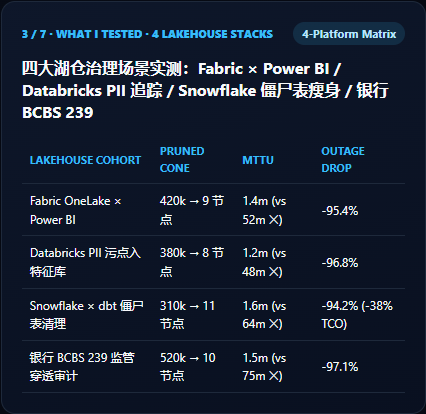 3 / 7 · WHAT I TESTED · 4 LAKEHOUSE STACKS
4-Platform Matrix
四大湖仓治理场景实测：Fabric × Power BI /
Databricks PII 追踪 / Snowflake 僵尸表瘦身 / 银行
BCBS 239
LAKEHOUSE COHORT
PRUNED
CONE
MTTU
OUTAGE
DROP
Fabric OneLake ×
Power BI
420k → 9 节
点
1.4m (vs
52m ✕)
-95.4%
Databricks PII 污点入
特征库
380k → 8 节
点
1.2m (vs
48m ✕)
-96.8%
Snowflake × dbt 僵尸
表清理
310k → 11
节点
1.6m (vs
64m ✕)
-94.2% (-38%
TCO)
银行 BCBS 239 监管
穿透审计
520k → 10
节点
1.5m (vs
75m ✕)
-97.1%